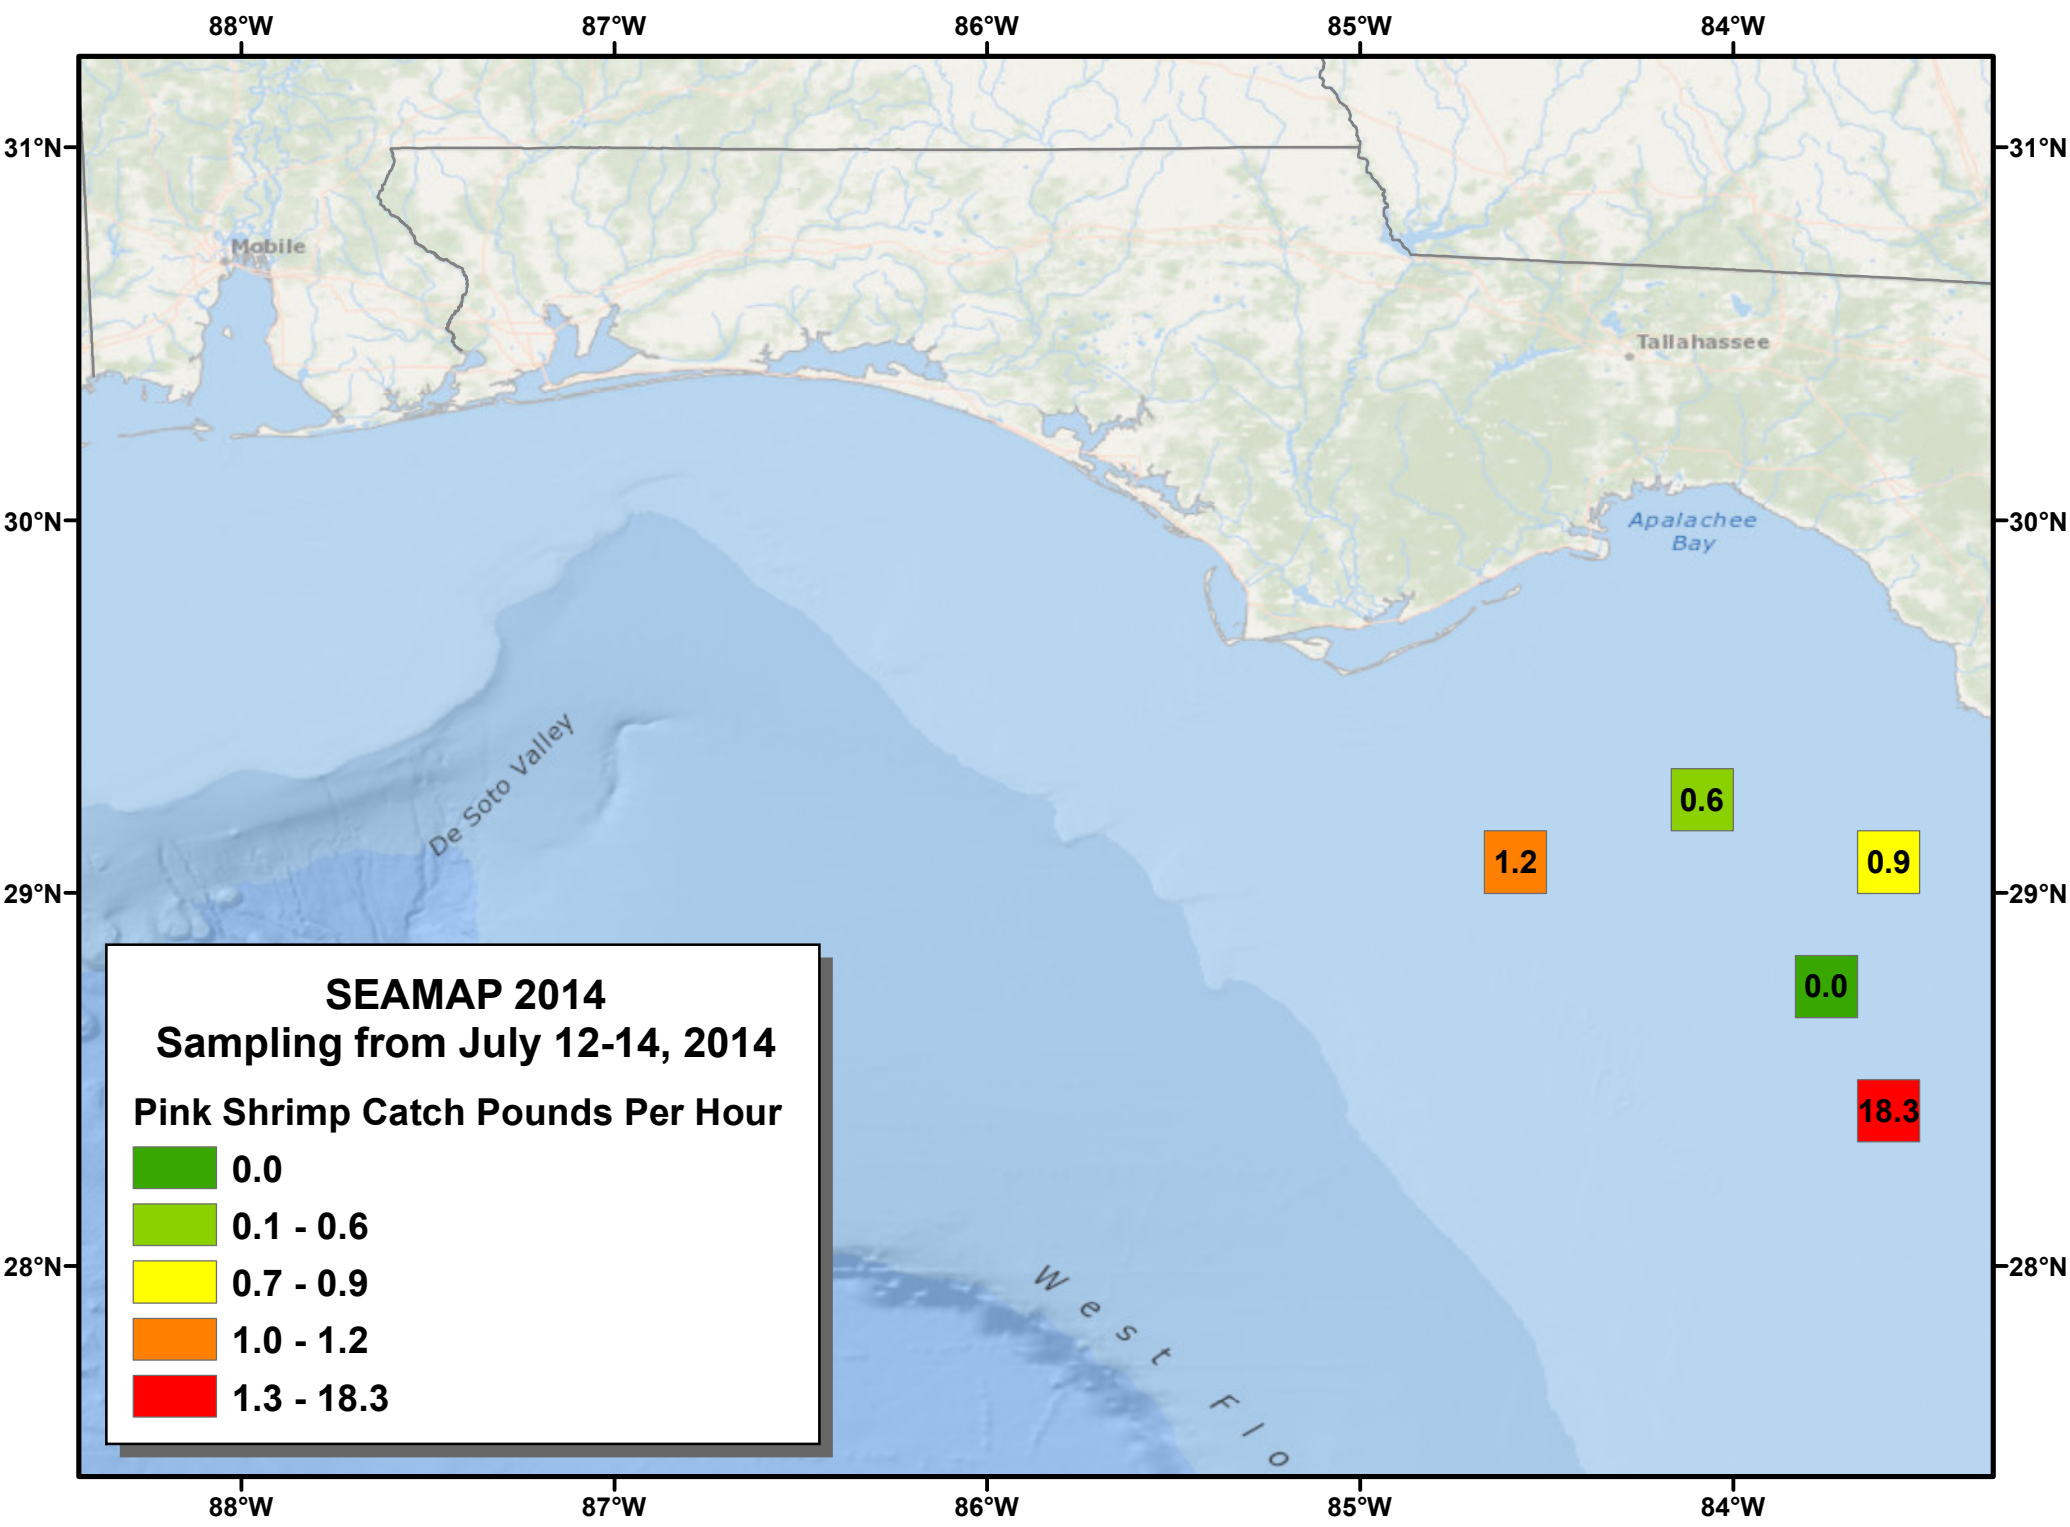 88°W 87°W 86°W 85°W 84°W
31°N 31°N
Mobile
Tallahassee
30°N 30°N
Apalachee
Bay
De Soto Valley
0.6
1.2 0.9
29°N 29°N
0.0
18.3
28°N 28°N
West Flo
SEAMAP 2014
Sampling from July 12-14, 2014
Pink Shrimp Catch Pounds Per Hour
0.0
0.1 - 0.6
0.7 - 0.9
1.0 - 1.2
1.3 - 18.3
88°W 87°W 86°W 85°W 84°W